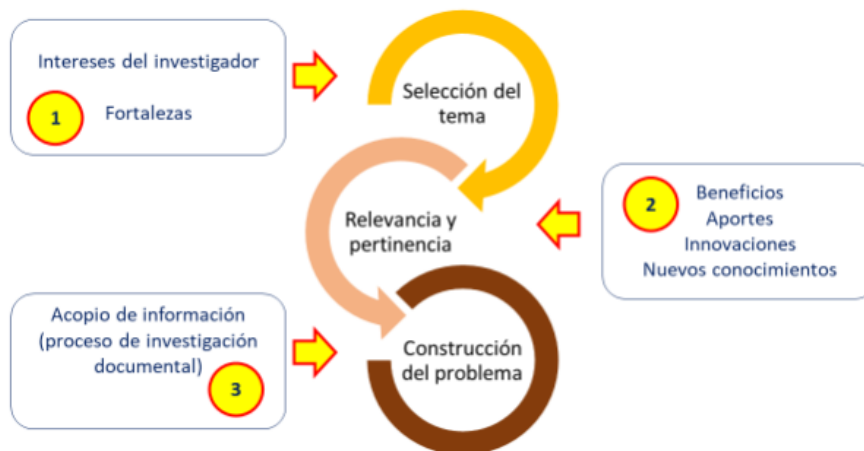 Intereses del investigador
1
Fortalezas
Selección del
tema
2
Beneficios
Aportes
Innovaciones
Nuevos conocimientos
Relevancia y
pertinencia
Acopio de información
(proceso de investigación
documental)
3
Construcción
del problema